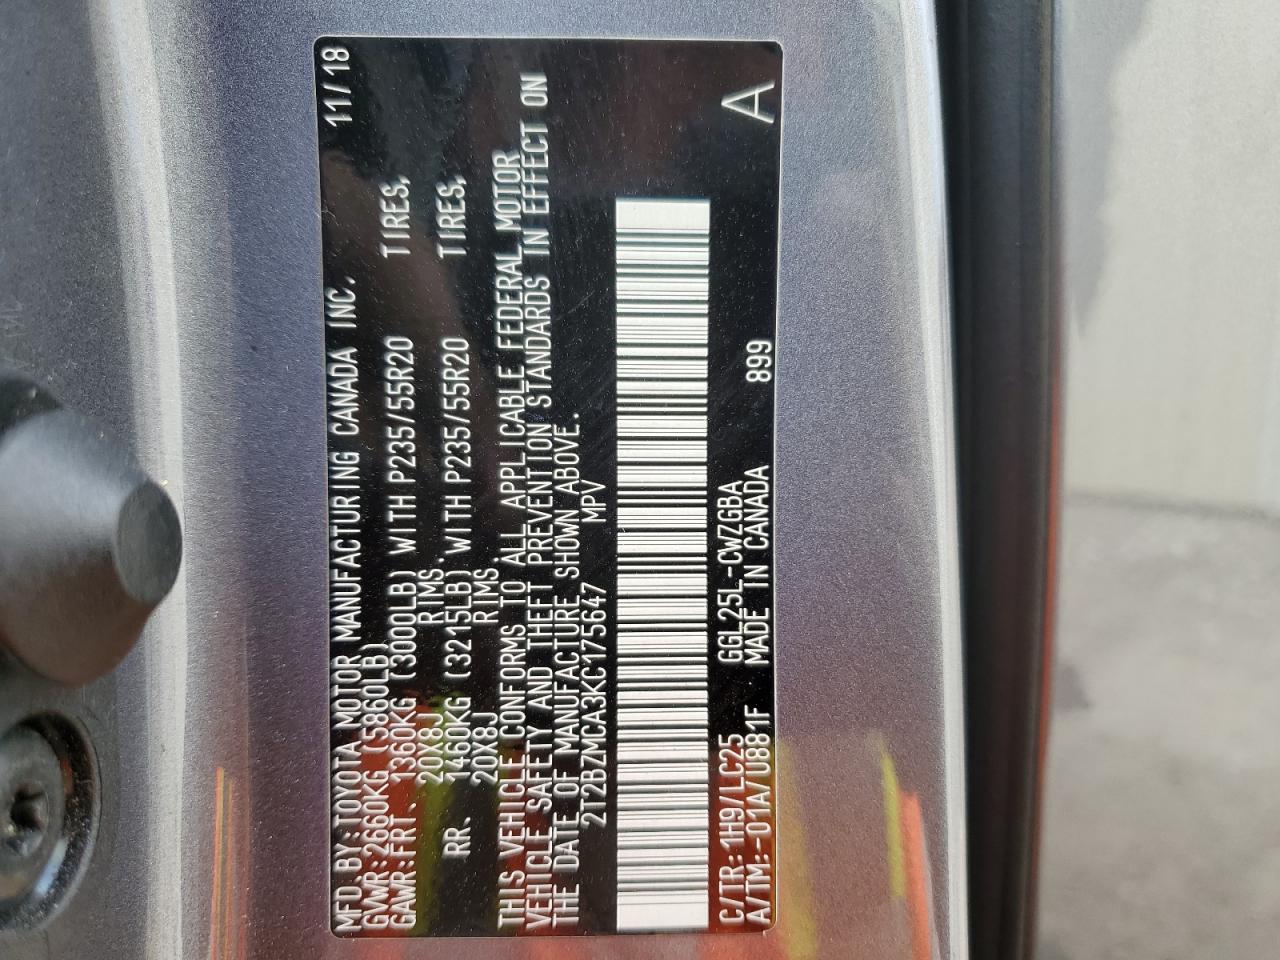 MFD.BY:TOYOTA MOTOR MANUFACTURING CANADA INC. 11/18
GVWR:2660KG (5860LB)
GAWR:FRT. 1360KG (3000LB) WITH P235/55R20 TIRES,
20X8J RIMS,
RR. 1460KG (3215LB) WITH P235/55R20 TIRES,
20X8J RIMS
THIS VEHICLE CONFORMS TO ALL APPLICABLE FEDERAL MOTOR
VEHICLE SAFETY AND THEFT PREVENTION STANDARDS IN EFFECT ON
THE DATE OF MANUFACTURE SHOWN ABOVE.
2T2BZMCA3KC175647 MPV
C/TR:1H9/LC25 GGL25L-CWZGBA A
A/TM:-01A/U881F MADE IN CANADA 899